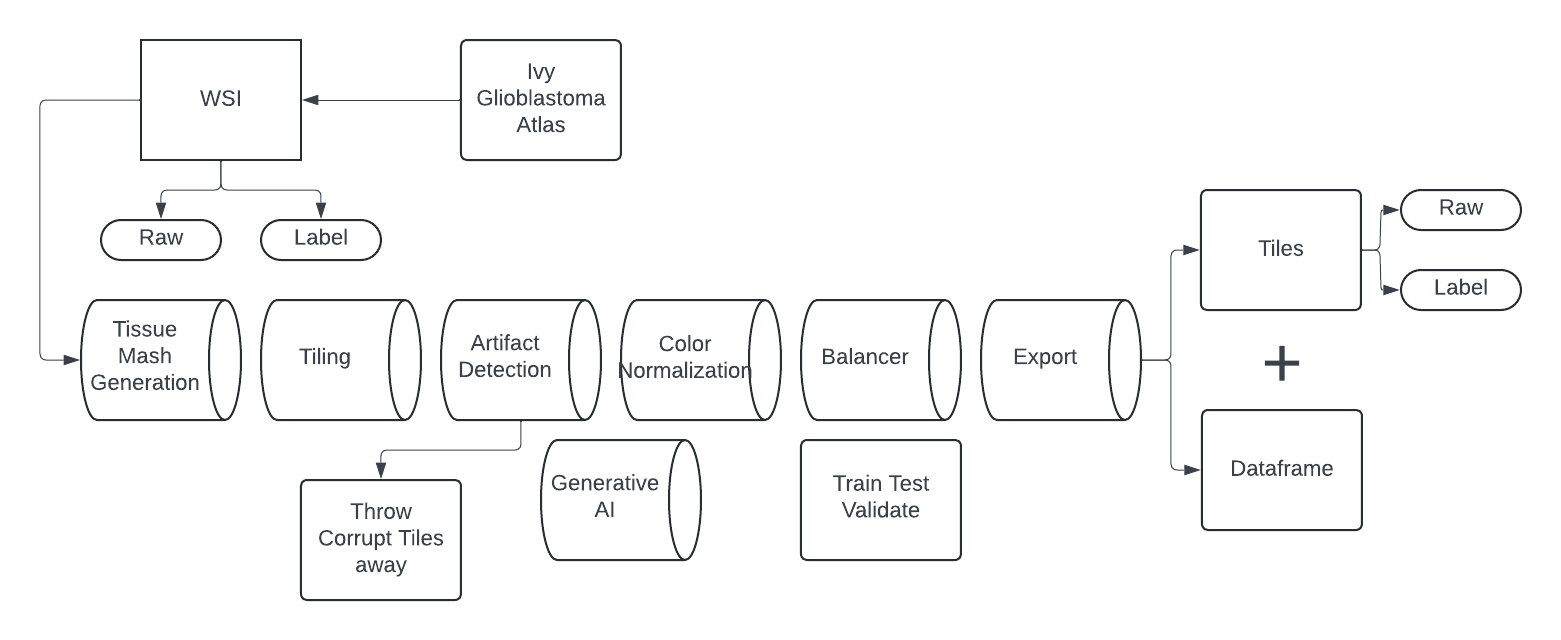 WSI
Ivy
Glioblastoma
Atlas
Raw
Label
Tissue
Mash
Generation
Tiling
Artifact
Detection
Color
Normalization
Balancer
Export
Tiles
Raw
Label
+
Dataframe
Throw
Corrupt Tiles
away
Generative
AI
Train Test
Validate